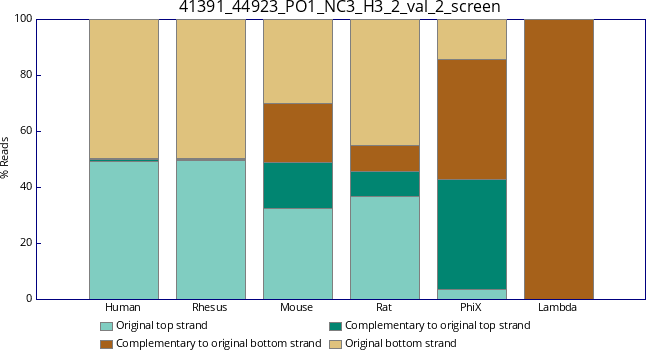 41391_44923_PO1_NC3_H3_2_val_2_screen
100
80
60
40
20
0
% Reads
Human Rhesus Mouse Rat PhiX Lambda
Original top strand Complementary to original top strand
Complementary to original bottom strand Original bottom strand